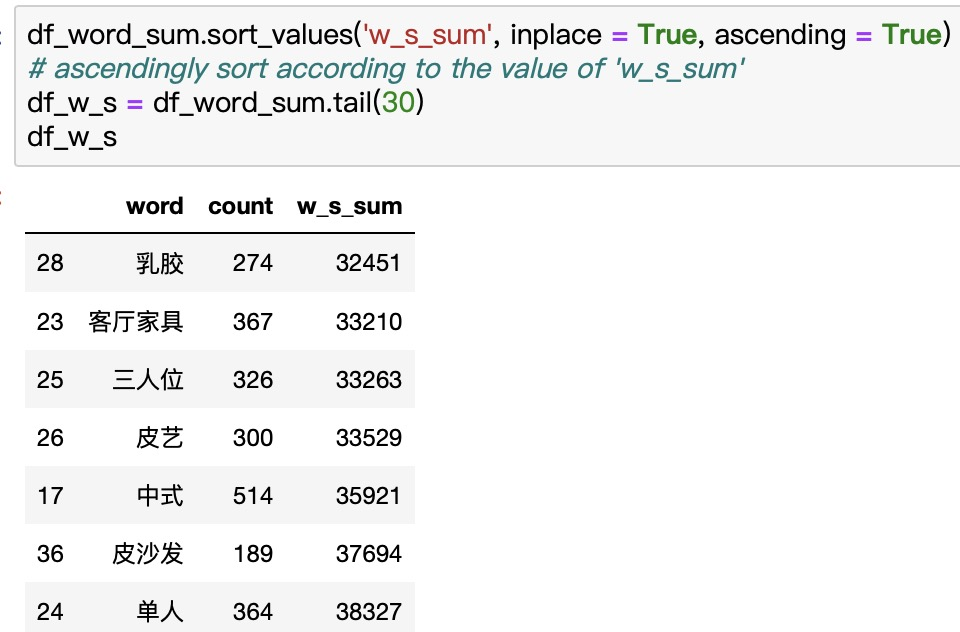 df_word_sum.sort_values('w_s_sum', inplace = True, ascending = True)
# ascendingly sort according to the value of 'w_s_sum'
df_w_s = df_word_sum.tail(30)
df_w_s
word count w_s_sum
28 乳胶 274 32451
23 客厅家具 367 33210
25 三人位 326 33263
26 皮艺 300 33529
17 中式 514 35921
36 皮沙发 189 37694
24 单人 364 38327